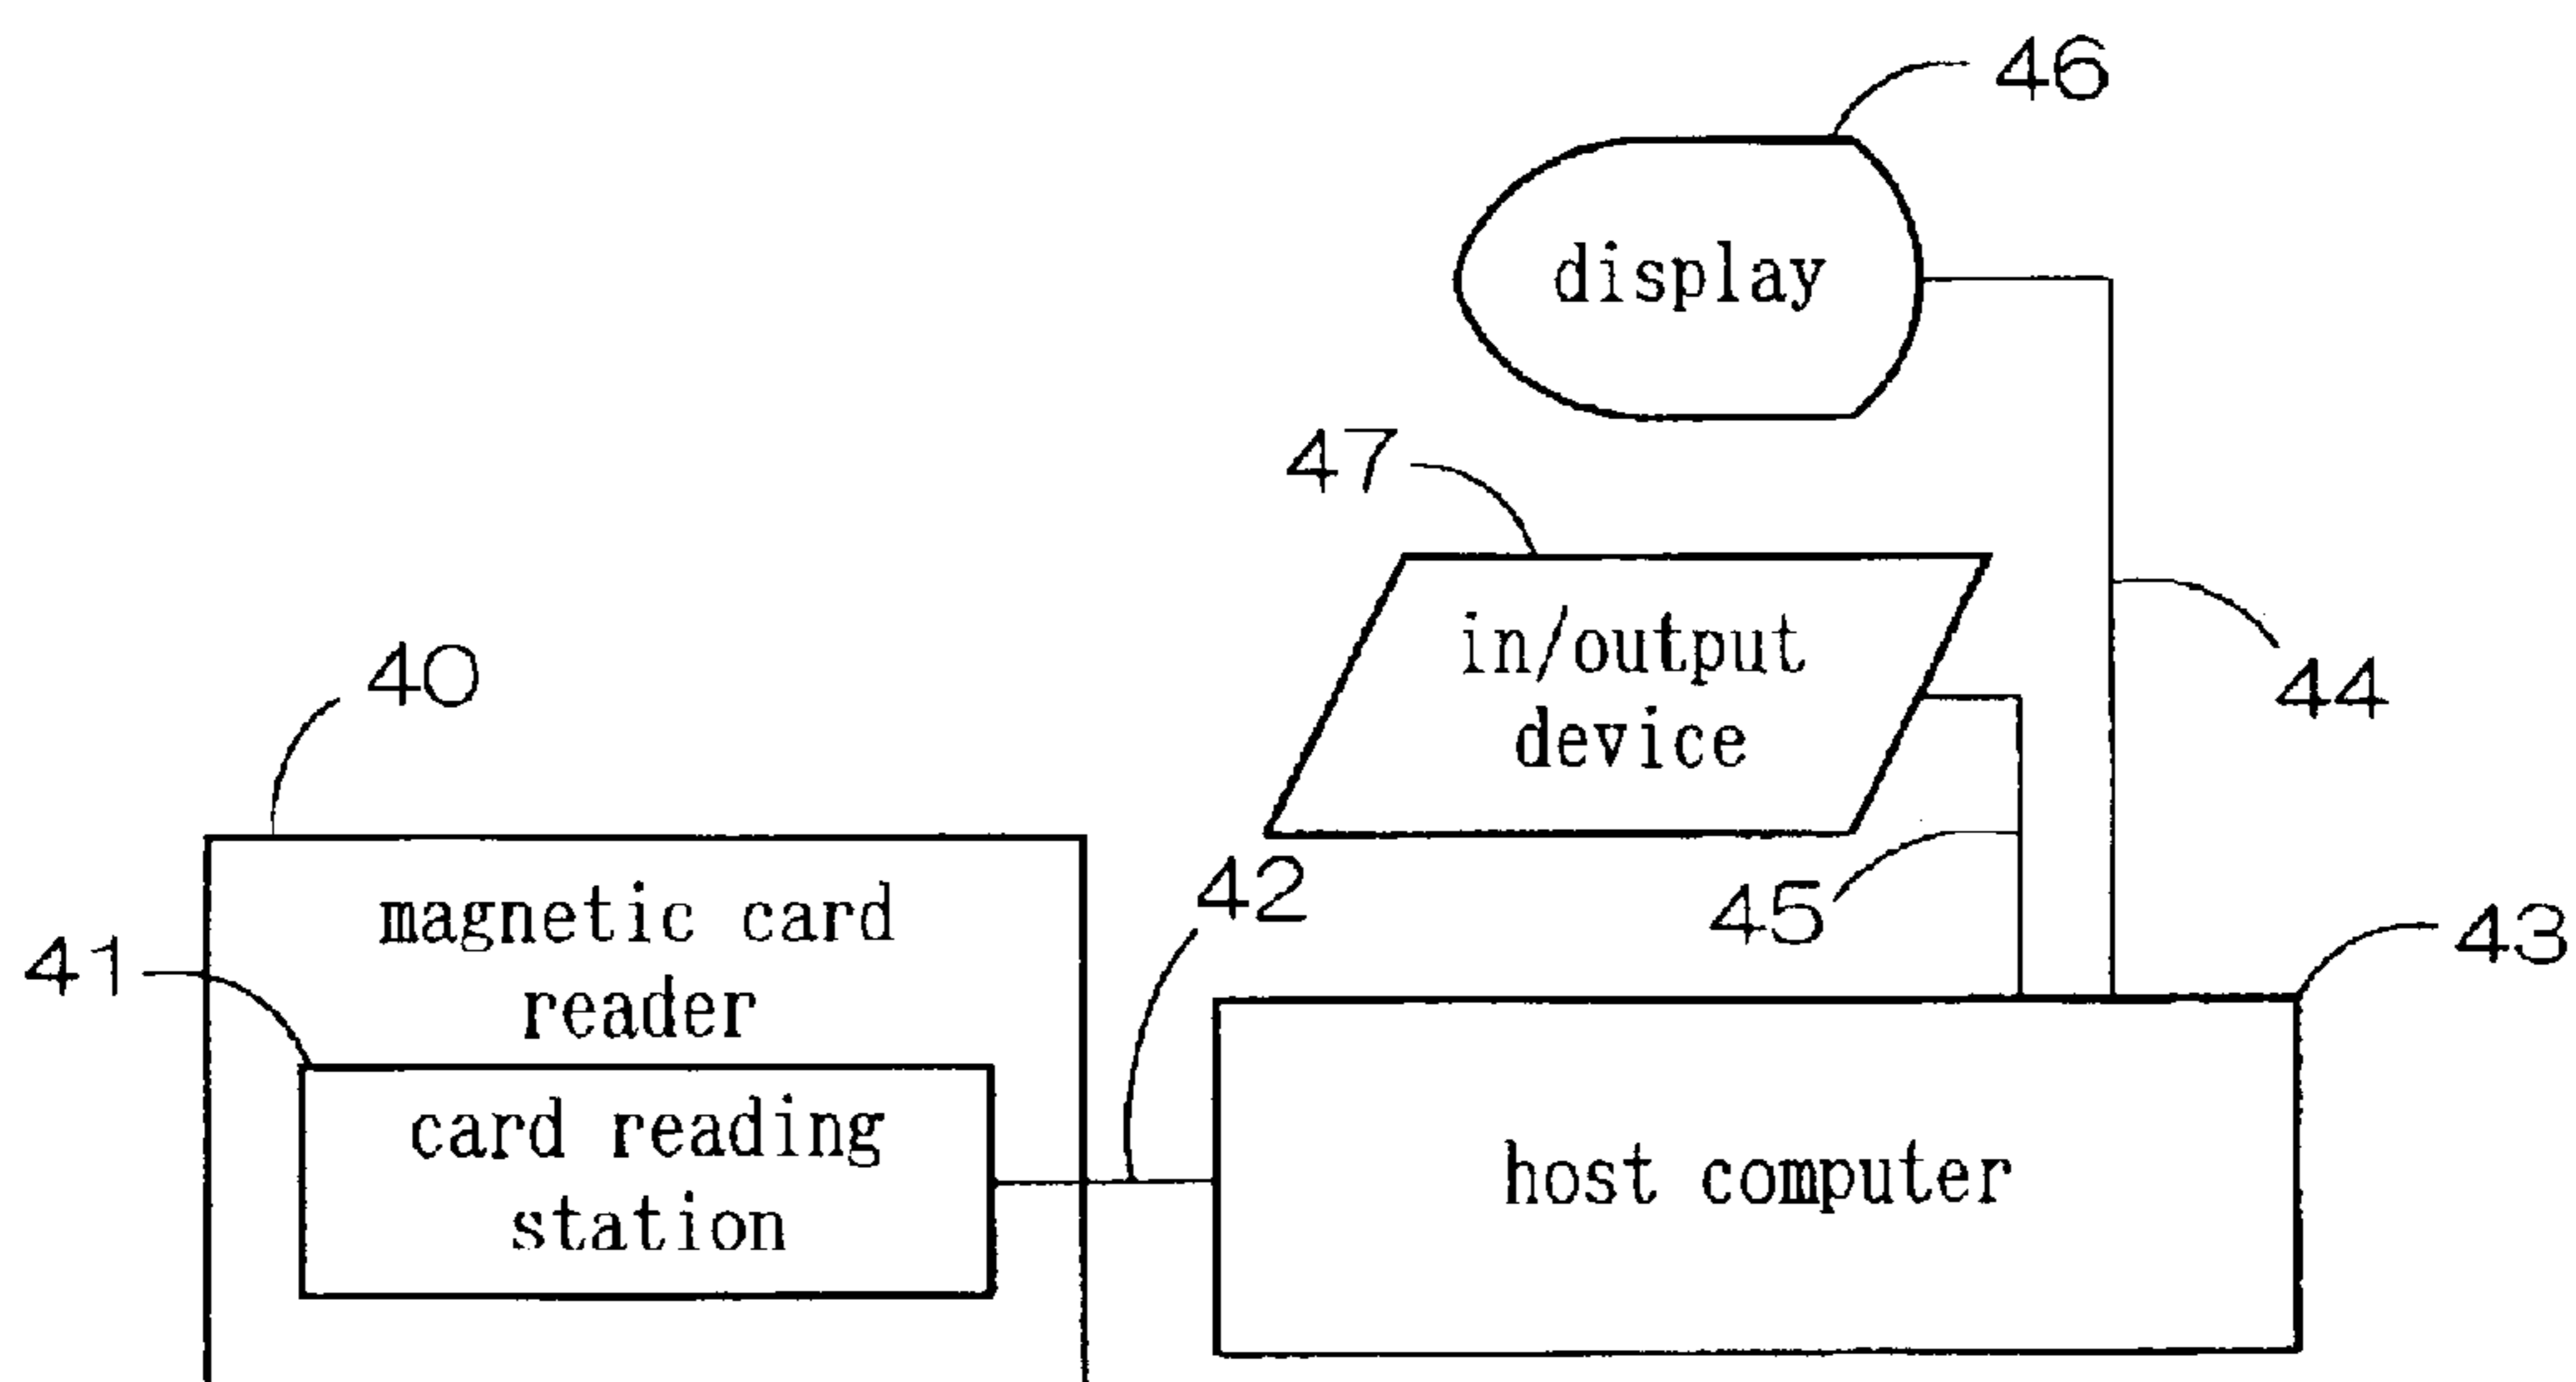 46
display
47
in/output
device
44
40
magnetic card
reader
41
42
45
43
card reading
station
host computer